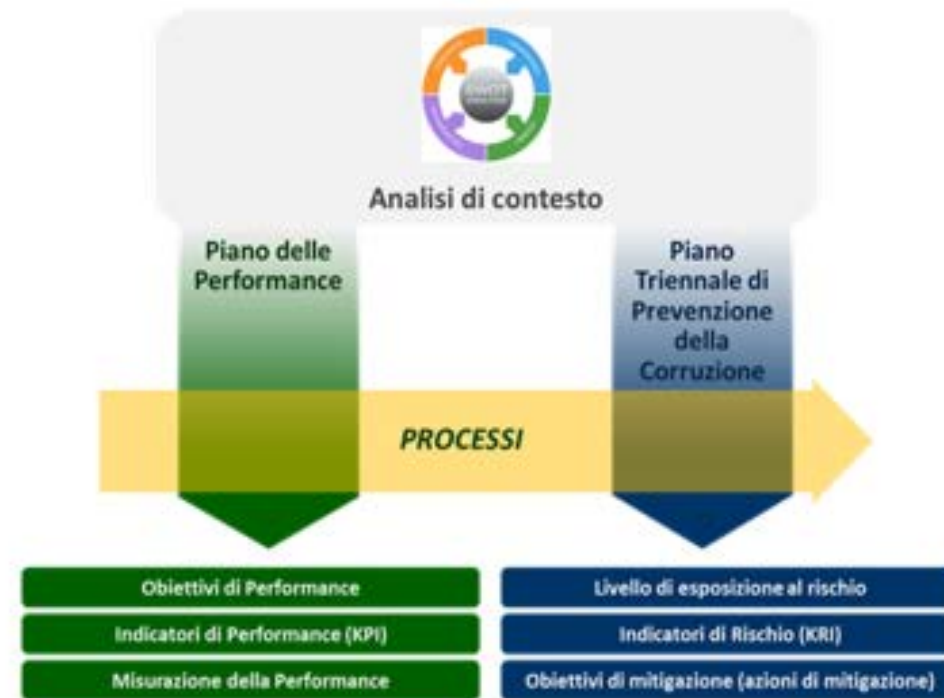 Analisi di contesto
Piano delle
Performance
Piano
Triennale di
Prevenzione
della
Corruzione
PROCESSI
Obiettivi di Performance
Indicatori di Performance (KPI)
Misurazione della Performance
Livello di esposizione al rischio
Indicatori di Rischio (KRI)
Obiettivi di mitigazione (azioni di mitigazione)